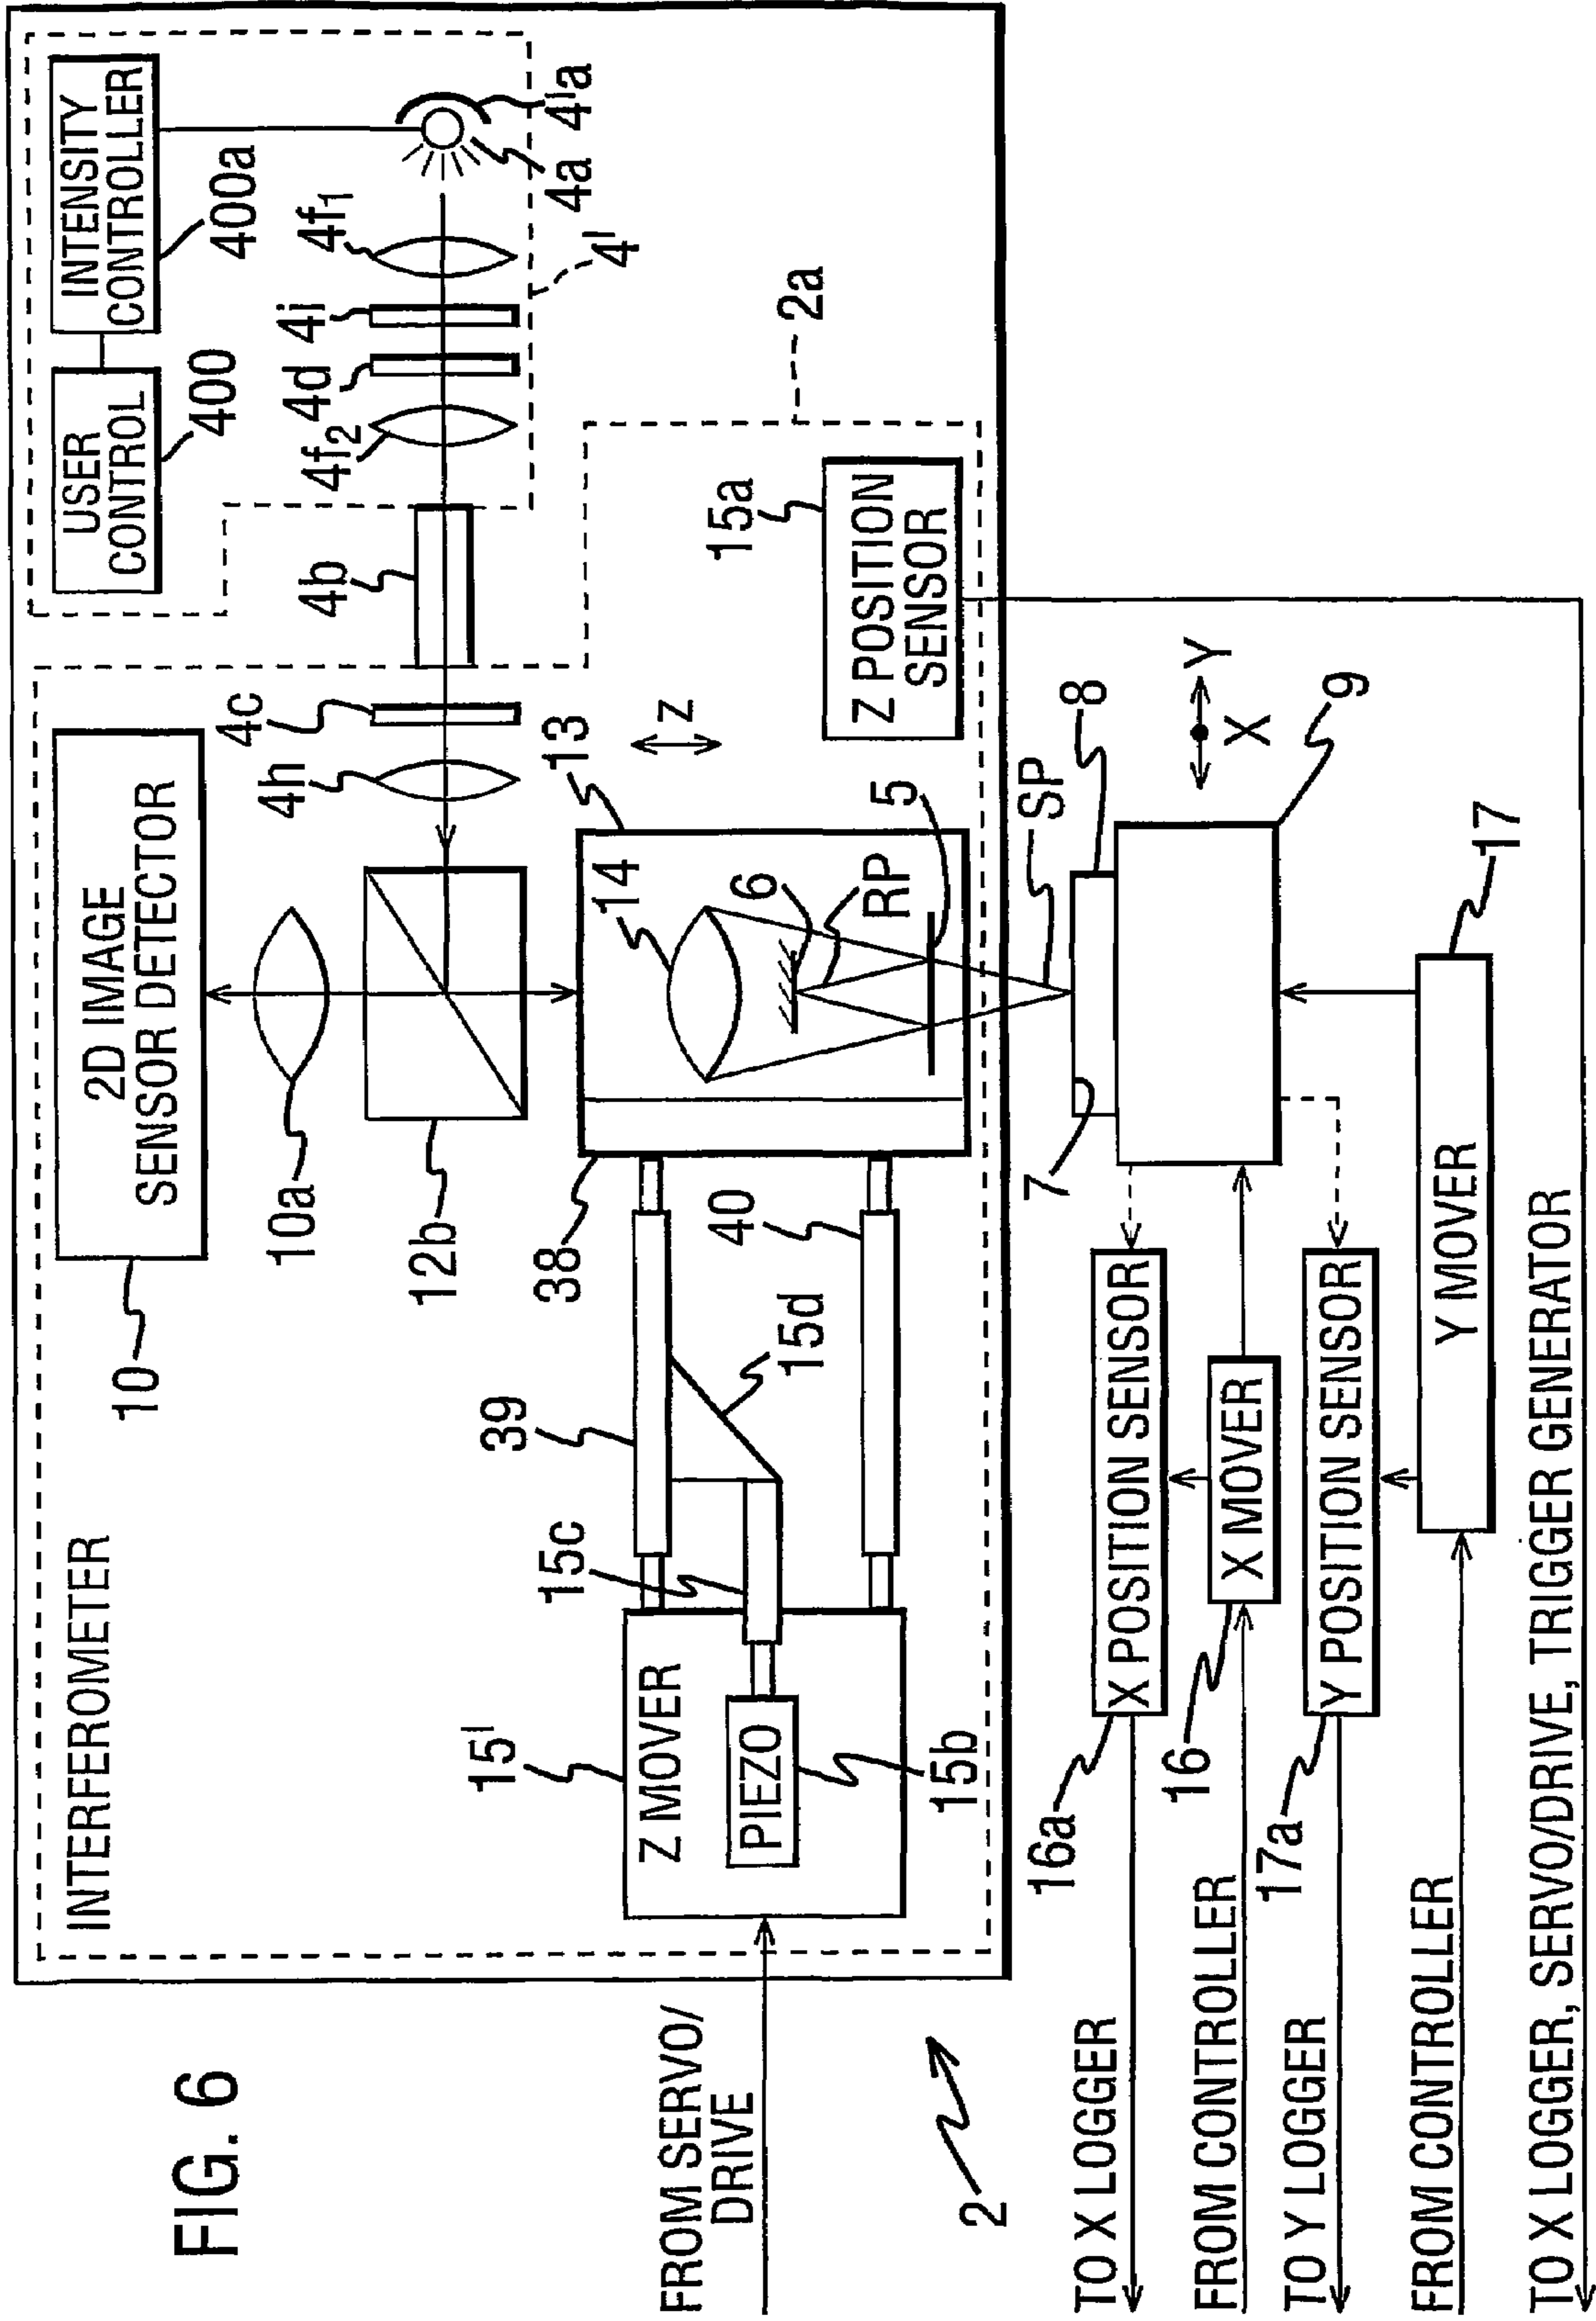 FIG. 6
INTERFEROMETER
2D IMAGE
SENSOR DETECTOR
10
10a
12b
USER
CONTROL
400
INTENSITY
CONTROLLER
400a
4h
4c
4b
4f2
4d
4i
4f1
4a
4'a
4'
2a
15'
Z MOVER
PIEZO
15b
15c
15d
39
40
38
13
14
6
RP
5
z
15a
Z POSITION
SENSOR
FROM SERVO/
DRIVE
2
SP
7
8
9
Y
X
X POSITION SENSOR
16a
X MOVER
16
Y POSITION SENSOR
17a
Y MOVER
17
TO X LOGGER
FROM CONTROLLER
TO Y LOGGER
FROM CONTROLLER
TO X LOGGER, SERVO/DRIVE, TRIGGER GENERATOR